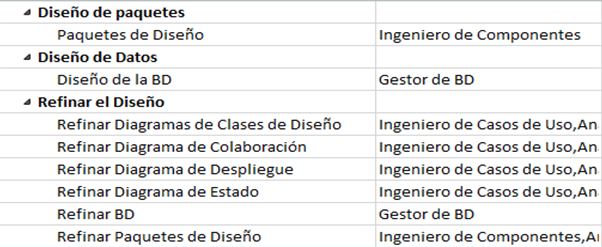 Diseño de paquetes
Paquetes de Diseño Ingeniero de Componentes
Diseño de Datos
Diseño de la BD Gestor de BD
Refinar el Diseño
Refinar Diagramas de Clases de Diseño Ingeniero de Casos de Uso,An
Refinar Diagrama de Colaboración Ingeniero de Casos de Uso,An
Refinar Diagrama de Despliegue Ingeniero de Casos de Uso,An
Refinar Diagrama de Estado Ingeniero de Casos de Uso,An
Refinar BD Gestor de BD
Refinar Paquetes de Diseño Ingeniero de Componentes,A